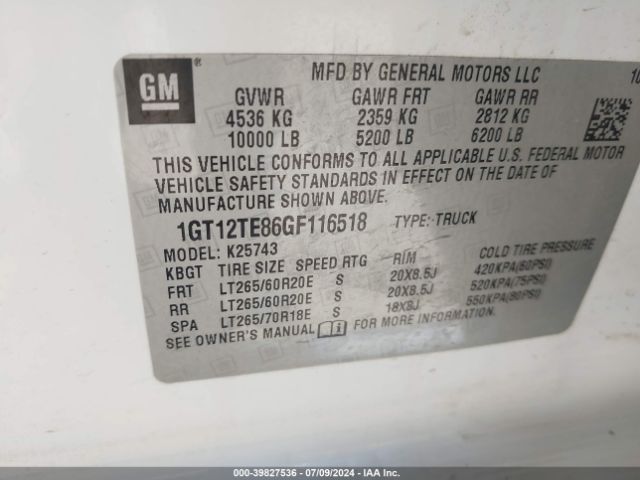 GM®
MFD BY GENERAL MOTORS LLC 10
GVWR GAWR FRT GAWR RR
4536 KG 2359 KG 2812 KG
10000 LB 5200 LB 6200 LB
THIS VEHICLE CONFORMS TO ALL APPLICABLE U.S. FEDERAL MOTOR
VEHICLE SAFETY STANDARDS IN EFFECT ON THE DATE OF
MANUFACTURE SHOWN ABOVE.
1GT12TE86GF116518 TYPE: TRUCK
MODEL: K25743
KBGT TIRE SIZE SPEED RTG RIM COLD TIRE PRESSURE
FRT LT265/60R20E S 20X8.5J 420KPA(60PSI)
RR LT265/60R20E S 20X8.5J 520KPA(75PSI)
SPA LT265/70R18E S 18X8J 550KPA(80PSI)
SEE OWNER'S MANUAL FOR MORE INFORMATION.
000-39827536 - 07/09/2024 - IAAI.COM